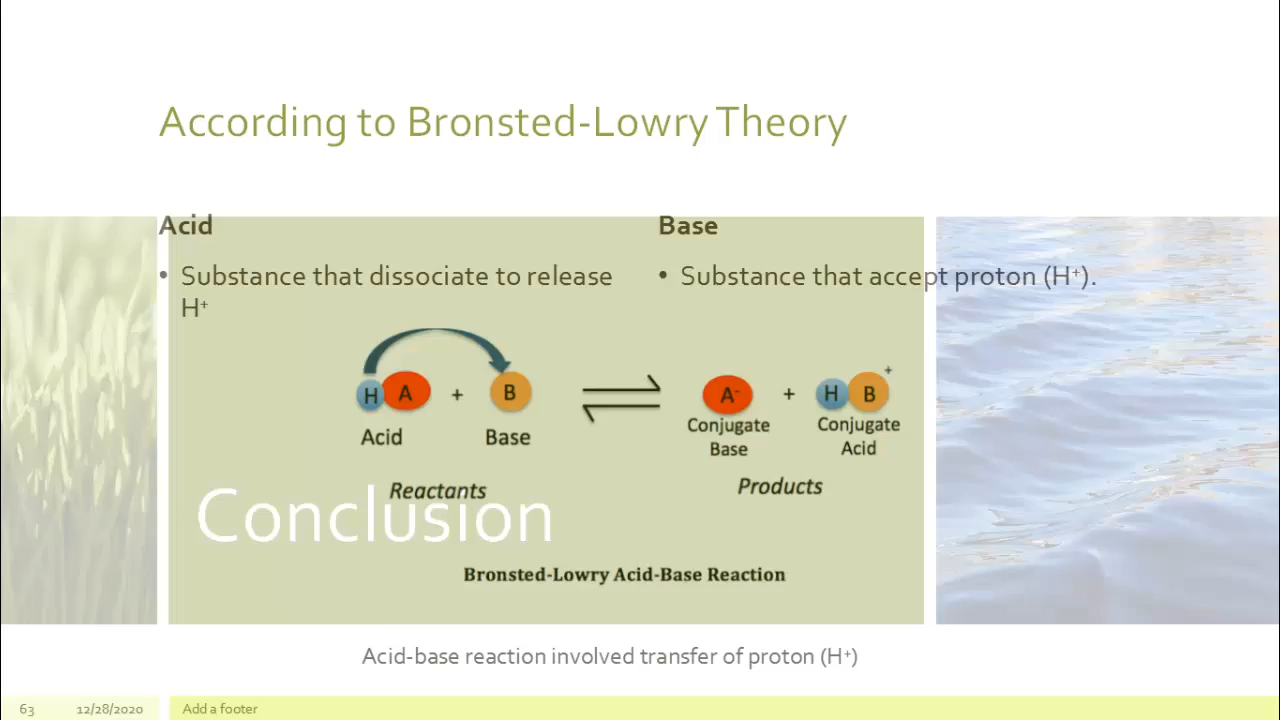 According to Bronsted-Lowry Theory
Acid
• Substance that dissociate to release
H⁺
Base
• Substance that accept proton (H⁺).
H A + B
A⁻ + H B ⁺
Acid
Base
Conjugate
Base
Conjugate
Acid
Reactants
Products
Conclusion
Bronsted-Lowry Acid-Base Reaction
Acid-base reaction involved transfer of proton (H⁺)
63 12/28/2020 Add a footer